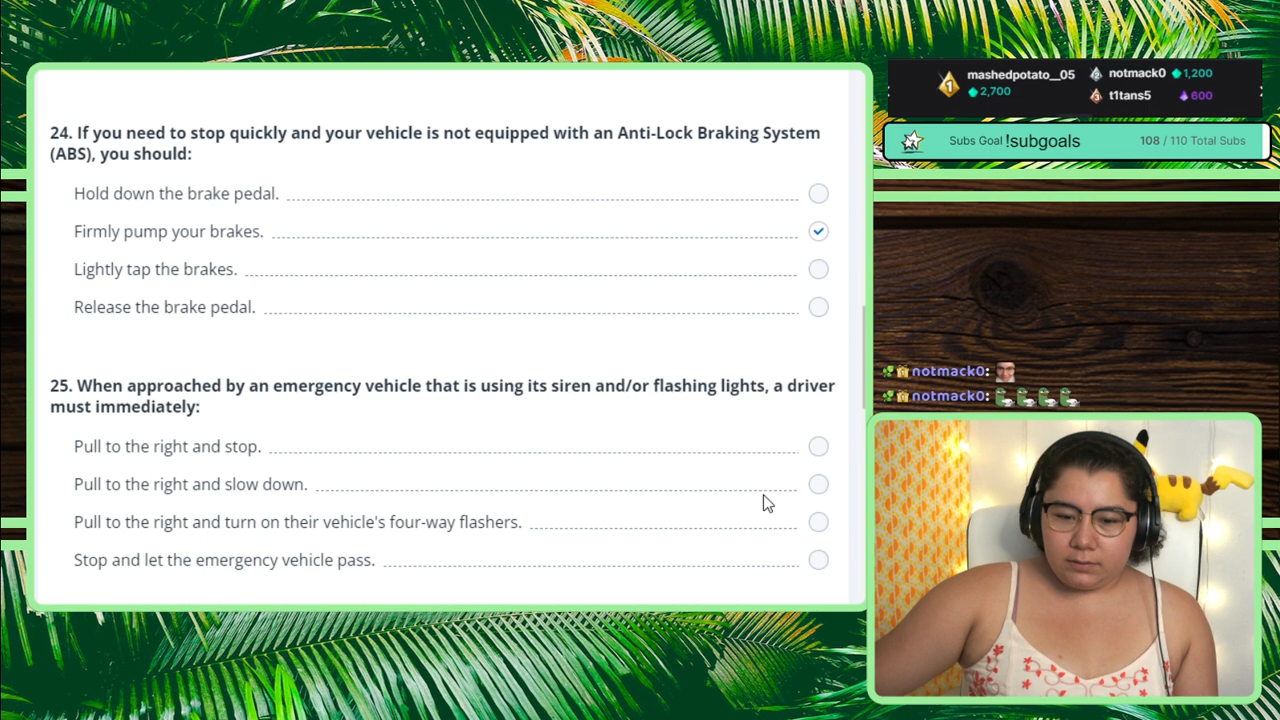 24. If you need to stop quickly and your vehicle is not equipped with an Anti-Lock Braking System
(ABS), you should:
Hold down the brake pedal.
Firmly pump your brakes.
Lightly tap the brakes.
Release the brake pedal.
25. When approached by an emergency vehicle that is using its siren and/or flashing lights, a driver
must immediately:
Pull to the right and stop.
Pull to the right and slow down.
Pull to the right and turn on their vehicle's four-way flashers.
Stop and let the emergency vehicle pass.
1 mashedpotato__05
2,700
2 notmack0 1,200
3 t1tans5 600
Subs Goal !subgoals 108 / 110 Total Subs
notmack0:
notmack0: